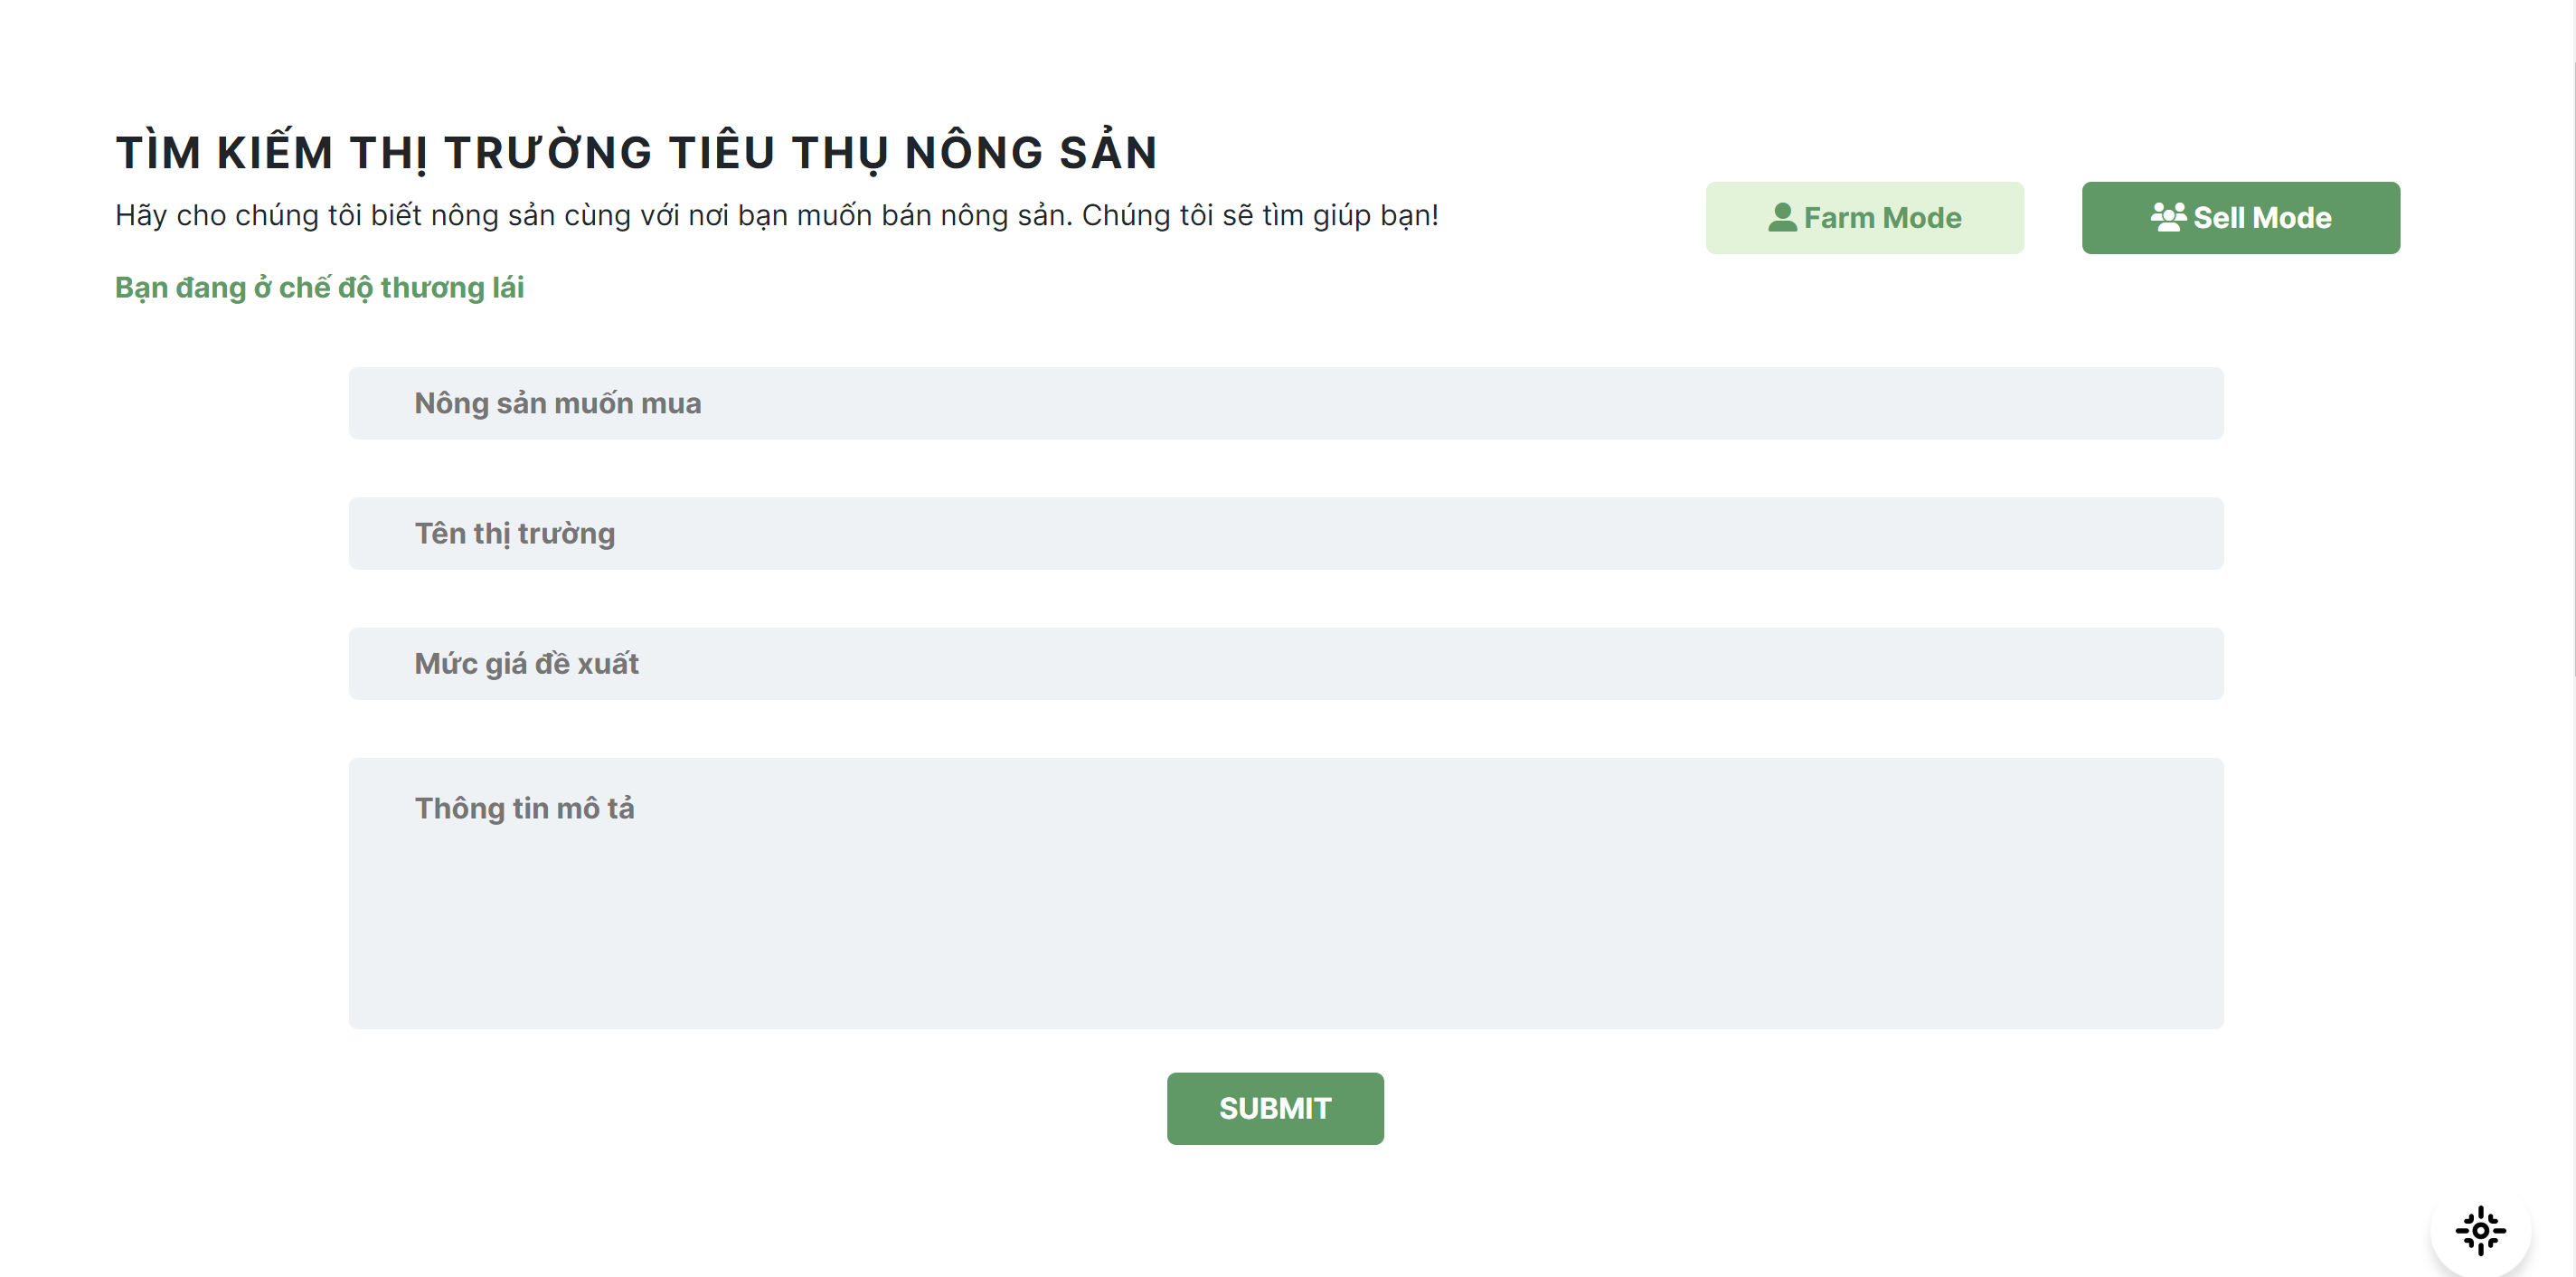 TÌM KIẾM THỊ TRƯỜNG TIÊU THỤ NÔNG SẢN
Hãy cho chúng tôi biết nông sản cùng với nơi bạn muốn bán nông sản. Chúng tôi sẽ tìm giúp bạn!
Farm Mode
Sell Mode
Bạn đang ở chế độ thương lái
Nông sản muốn mua
Tên thị trường
Mức giá đề xuất
Thông tin mô tả
SUBMIT